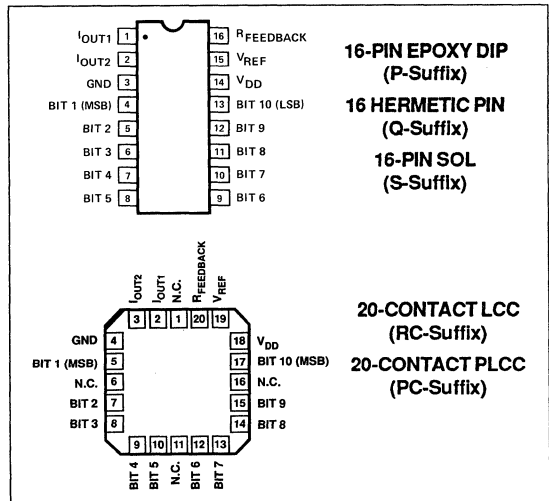 IOUT1 1
IOUT2 2
GND 3
BIT 1 (MSB) 4
BIT 2 5
BIT 3 6
BIT 4 7
BIT 5 8
16 RFEEDBACK
15 VREF
14 VDD
13 BIT 10 (LSB)
12 BIT 9
11 BIT 8
10 BIT 7
9 BIT 6
16-PIN EPOXY DIP
(P-Suffix)
16 HERMETIC PIN
(Q-Suffix)
16-PIN SOL
(S-Suffix)
IOUT2
IOUT1
N.C.
RFEEDBACK
VREF
3 2 1 20 19
GND 4
BIT 1 (MSB) 5
N.C. 6
BIT 2 7
BIT 3 8
18 VDD
17 BIT 10 (MSB)
16 N.C.
15 BIT 9
14 BIT 8
9 10 11 12 13
BIT 4
BIT 5
N.C.
BIT 6
BIT 7
20-CONTACT LCC
(RC-Suffix)
20-CONTACT PLCC
(PC-Suffix)